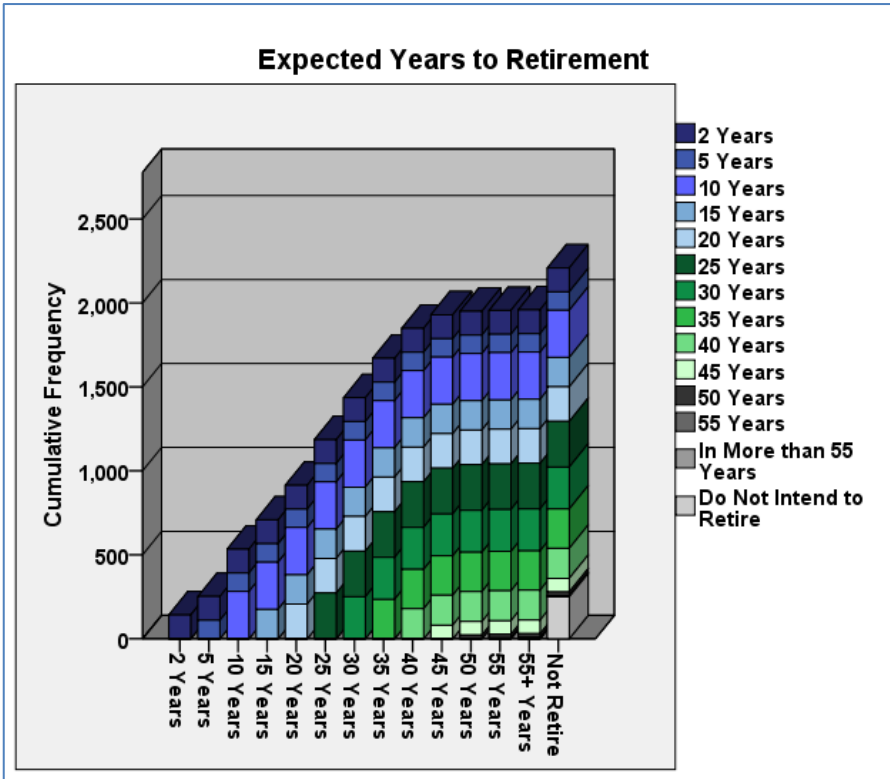 Expected Years to Retirement
2 Years
5 Years
10 Years
15 Years
20 Years
25 Years
30 Years
35 Years
40 Years
45 Years
50 Years
55 Years
In More than 55
Years
Do Not Intend to
Retire
Cumulative Frequency
2,500
2,000
1,500
1,000
500
0
2 Years
5 Years
10 Years
15 Years
20 Years
25 Years
30 Years
35 Years
40 Years
45 Years
50 Years
55 Years
55+ Years
Not Retire